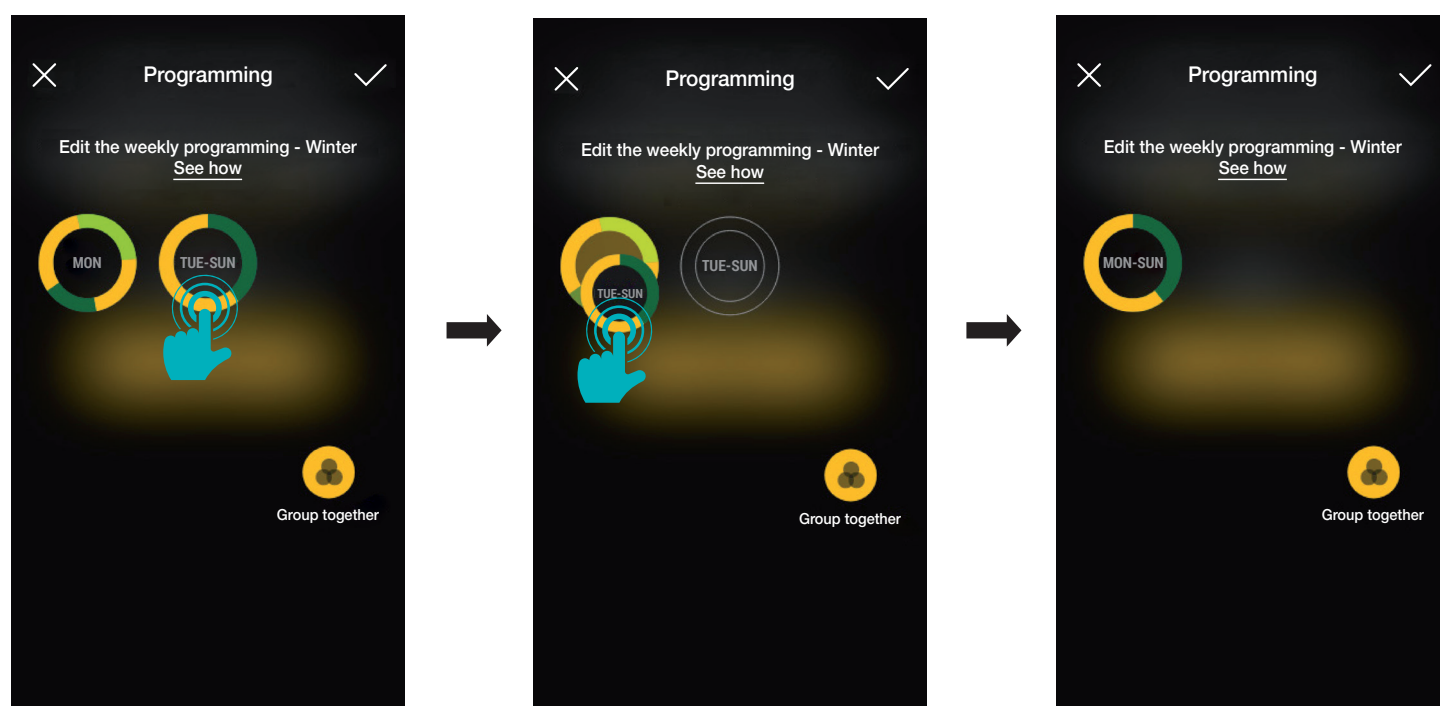 Programming
Edit the weekly programming - Winter
See how
MON
TUE-SUN
Group together
Programming
Edit the weekly programming - Winter
See how
TUE-SUN
TUE-SUN
Group together
Programming
Edit the weekly programming - Winter
See how
MON-SUN
Group together